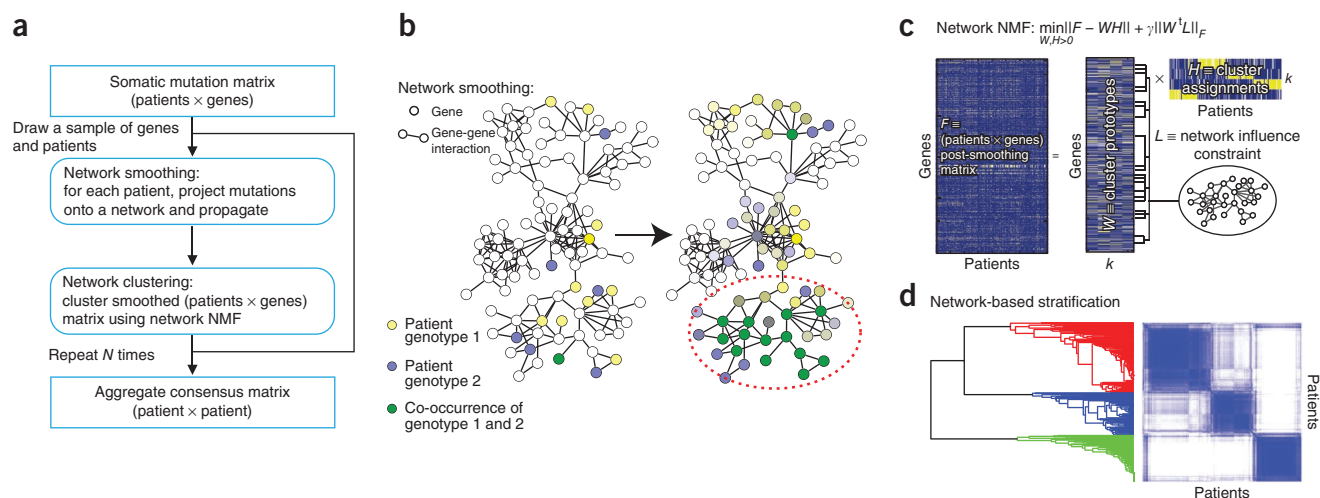 a
Somatic mutation matrix
(patients × genes)
Draw a sample of genes
and patients
Network smoothing:
for each patient, project mutations
onto a network and propagate
Network clustering:
cluster smoothed (patients × genes)
matrix using network NMF
Repeat N times
Aggregate consensus matrix
(patient × patient)
b
Network smoothing:
Gene
Gene-gene
interaction
Patient
genotype 1
Patient
genotype 2
Co-occurrence of
genotype 1 and 2
c
Network NMF: min||F − WH|| + γ||WᵗL||F
W,H>0
Genes
F ≡
(patients × genes)
post-smoothing
matrix
Patients
=
Genes
W ≡ cluster prototypes
k
×
H ≡ cluster
assignments
k
Patients
L ≡ network influence
constraint
d
Network-based stratification
Patients
Patients